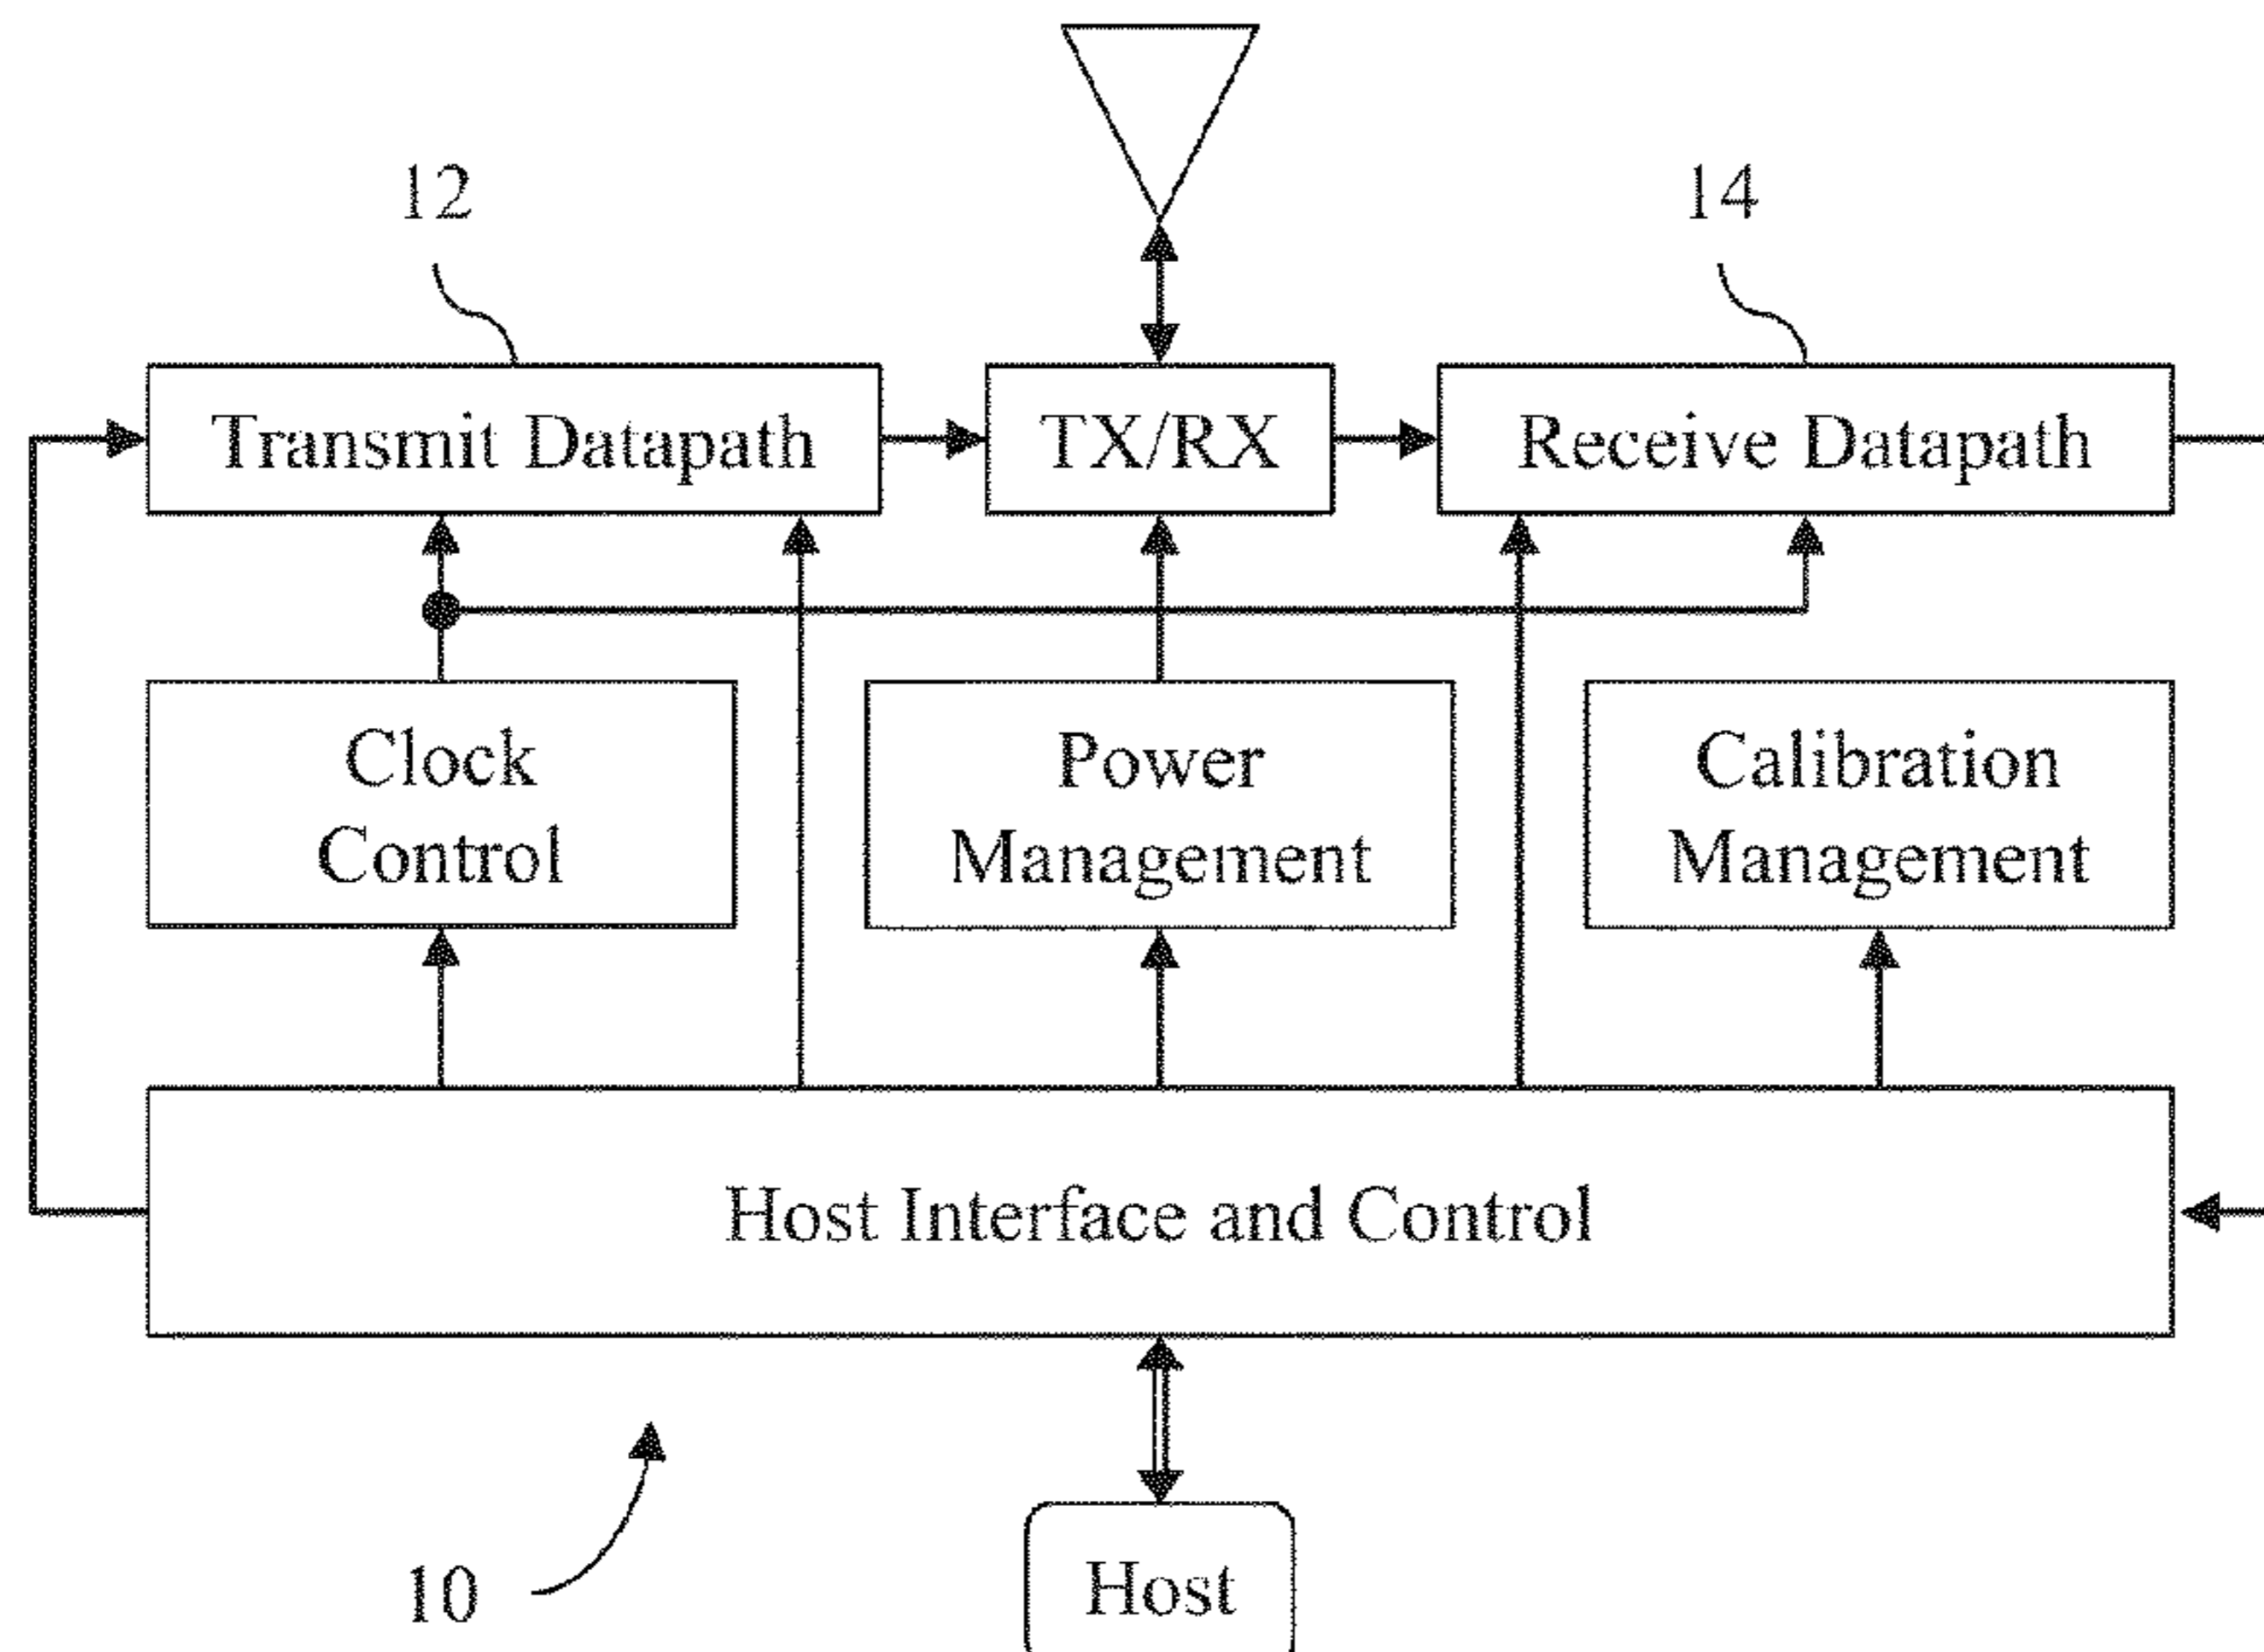 12
14
Transmit Datapath
TX/RX
Receive Datapath
Clock
Control
Power
Management
Calibration
Management
Host Interface and Control
10
Host